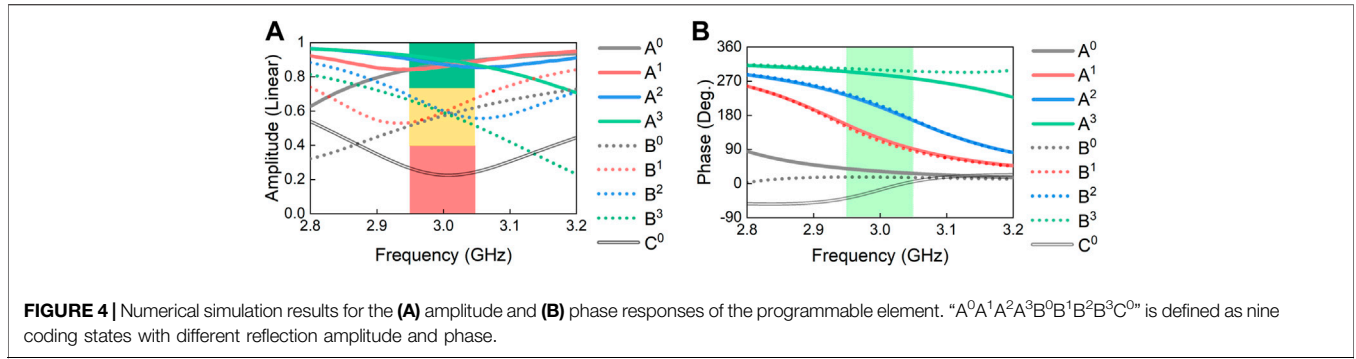 A
1
0.8
0.6
0.4
0.2
0.0
Amplitude (Linear)
2.8 2.9 3.0 3.1 3.2
Frequency (GHz)
A⁰
A¹
A²
A³
B⁰
B¹
B²
B³
C⁰
B
360
270
180
90
0
-90
Phase (Deg.)
2.8 2.9 3.0 3.1 3.2
Frequency (GHz)
A⁰
A¹
A²
A³
B⁰
B¹
B²
B³
C⁰
FIGURE 4 | Numerical simulation results for the (A) amplitude and (B) phase responses of the programmable element. “A⁰A¹A²A³B⁰B¹B²B³C⁰” is defined as nine
coding states with different reflection amplitude and phase.